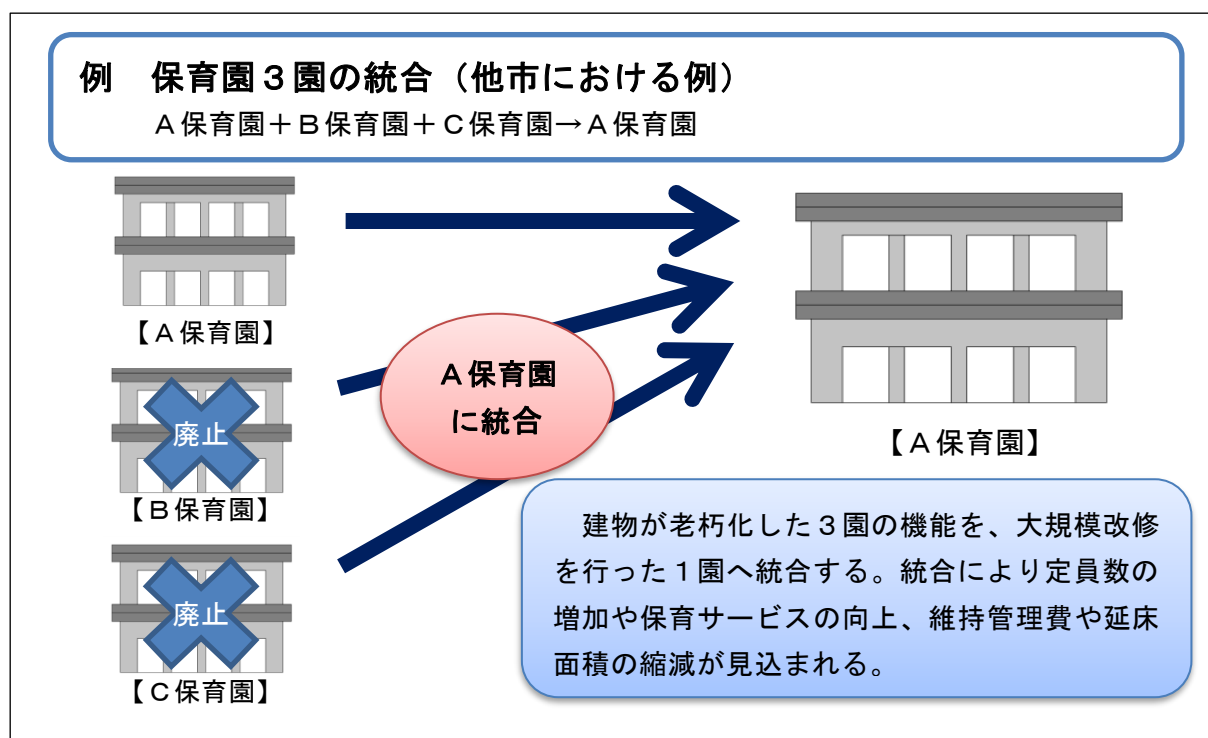 例　保育園３園の統合（他市における例）
Ａ保育園＋Ｂ保育園＋Ｃ保育園→Ａ保育園
【Ａ保育園】
廃止
【Ｂ保育園】
廃止
【Ｃ保育園】
Ａ保育園
に統合
【Ａ保育園】
　建物が老朽化した３園の機能を、大規模改修
を行った１園へ統合する。統合により定員数の
増加や保育サービスの向上、維持管理費や延床
面積の縮減が見込まれる。